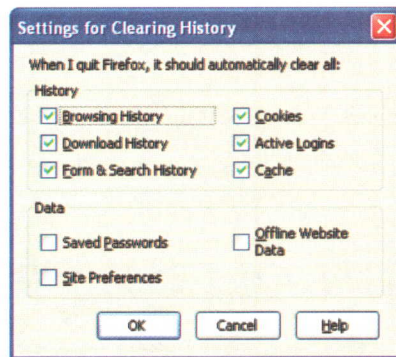 Settings for Clearing History
When I quit Firefox, it should automatically clear all:
History
Browsing History
Cookies
Download History
Active Logins
Form & Search History
Cache
Data
Saved Passwords
Offline Website
Data
Site Preferences
OK Cancel Help